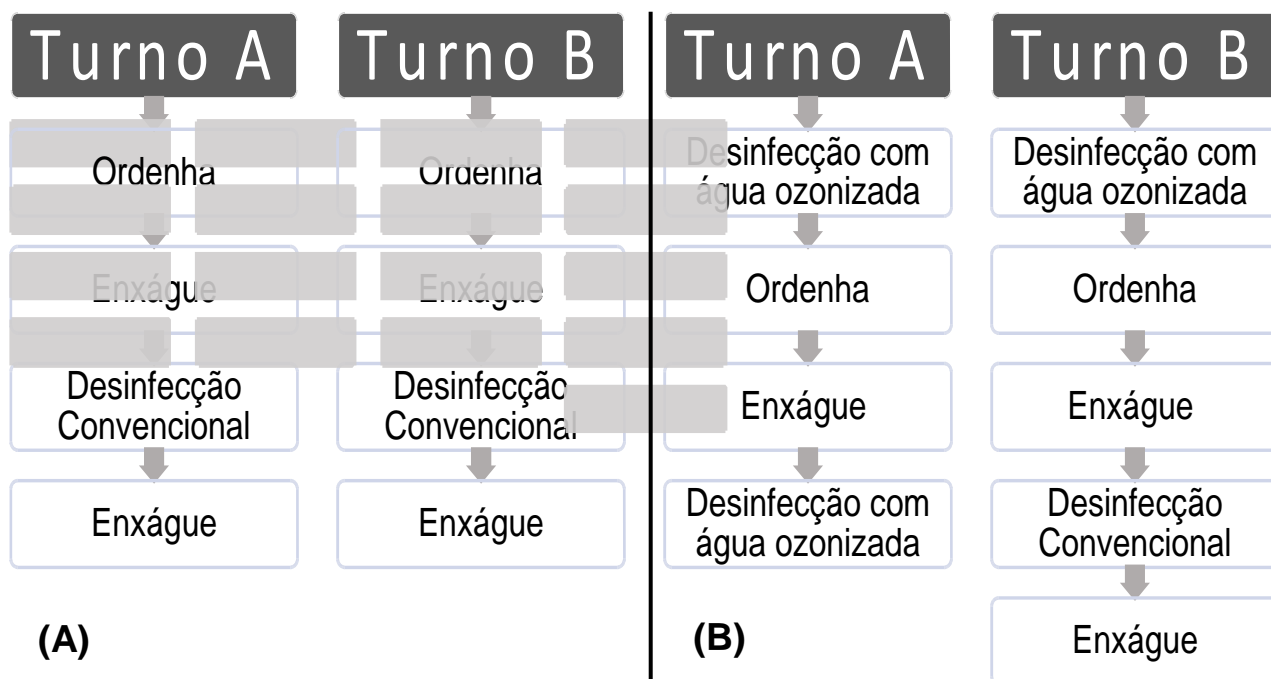 Turno A
Ordenha
Enxágue
Desinfecção
Convencional
Enxágue
Turno B
Ordenha
Enxágue
Desinfecção
Convencional
Enxágue
(A)
Turno A
Desinfecção com
água ozonizada
Ordenha
Enxágue
Desinfecção com
água ozonizada
Turno B
Desinfecção com
água ozonizada
Ordenha
Enxágue
Desinfecção
Convencional
Enxágue
(B)